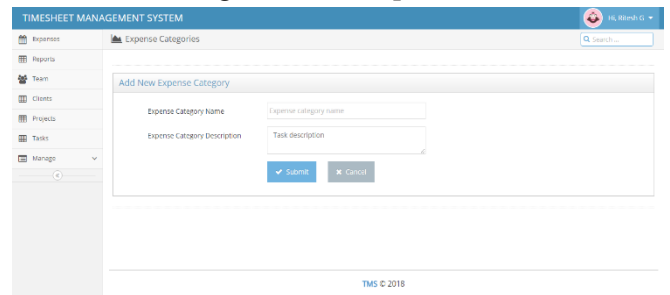 TIMESHEET MANAGEMENT SYSTEM
Hi, Ritesh G
Expenses
Expense Categories
Search ...
Reports
Team
Add New Expense Category
Clients
Expense Category Name
Expense category name
Projects
Tasks
Expense Category Description
Task description
Manage
Submit
Cancel
TMS © 2018